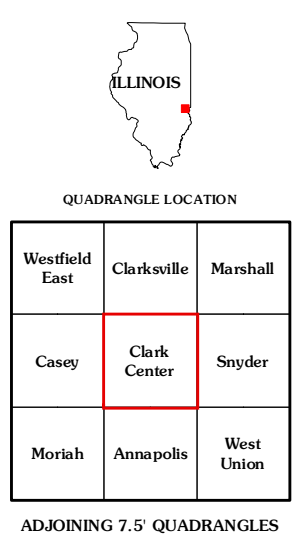 ILLINOIS
QUADRANGLE LOCATION
Westfield
East
Clarksville
Marshall
Casey
Clark
Center
Snyder
Moriah
Annapolis
West
Union
ADJOINING 7.5' QUADRANGLES